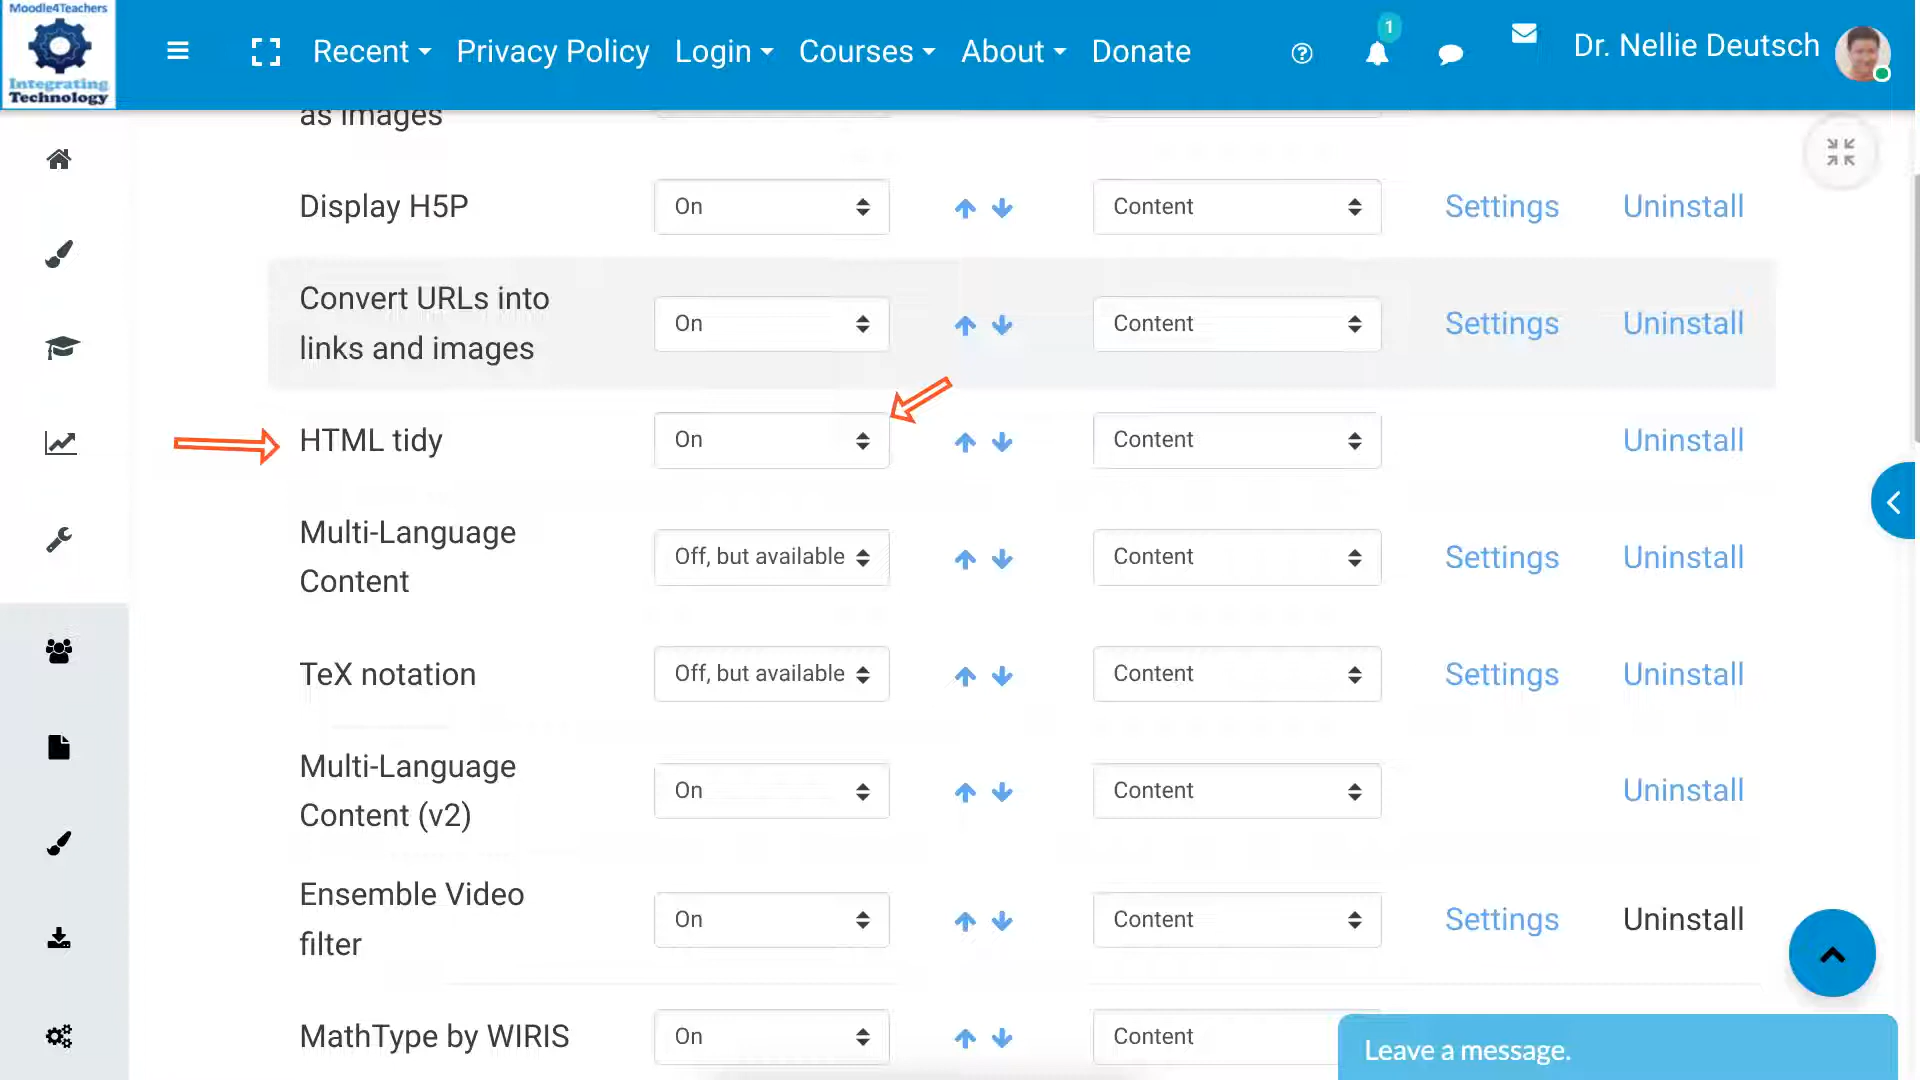 Moodle4Teachers
Integrating
Technology
Recent
Privacy Policy
Login
Courses
About
Donate
1
Dr. Nellie Deutsch
as images
Display H5P
On
Content
Settings
Uninstall
Convert URLs into
links and images
On
Content
Settings
Uninstall
HTML tidy
On
Content
Uninstall
Multi-Language
Content
Off, but available
Content
Settings
Uninstall
TeX notation
Off, but available
Content
Settings
Uninstall
Multi-Language
Content (v2)
On
Content
Uninstall
Ensemble Video
filter
On
Content
Settings
Uninstall
MathType by WIRIS
On
Content
Leave a message.